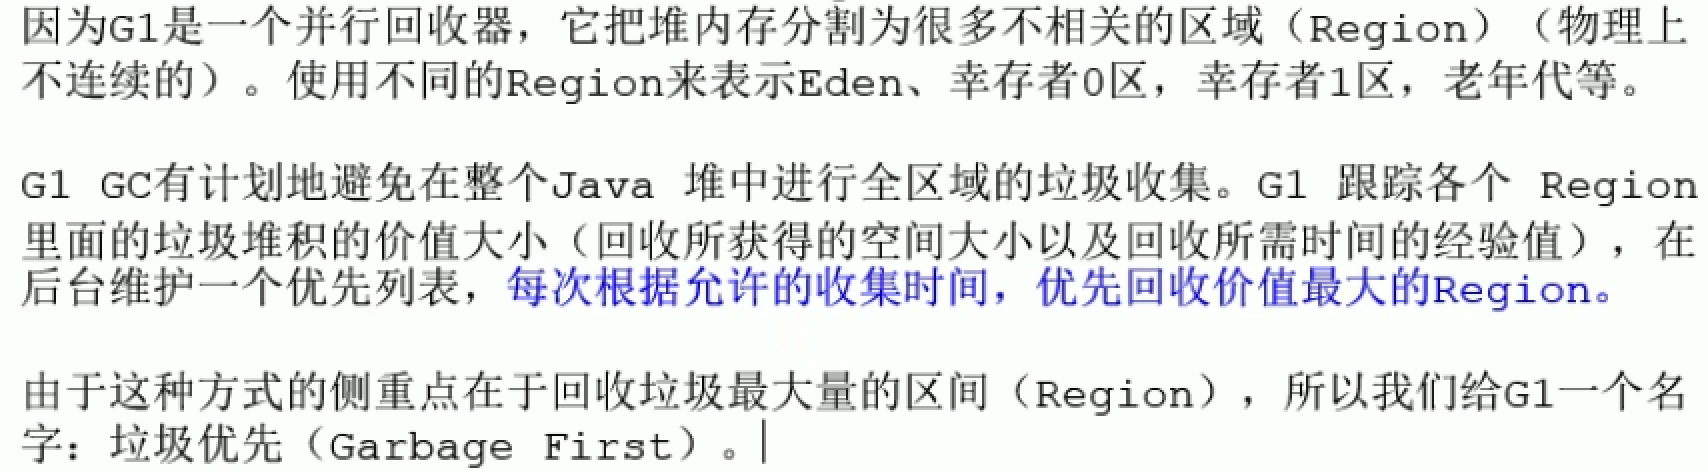 因为G1是一个并行回收器，它把堆内存分割为很多不相关的区域（Region）（物理上
不连续的）。使用不同的Region来表示Eden、幸存者0区，幸存者1区，老年代等。
G1 GC有计划地避免在整个Java 堆中进行全区域的垃圾收集。G1 跟踪各个 Region
里面的垃圾堆积的价值大小（回收所获得的空间大小以及回收所需时间的经验值），在
后台维护一个优先列表，每次根据允许的收集时间，优先回收价值最大的Region。
由于这种方式的侧重点在于回收垃圾最大量的区间（Region），所以我们给G1一个名
字：垃圾优先（Garbage First）。